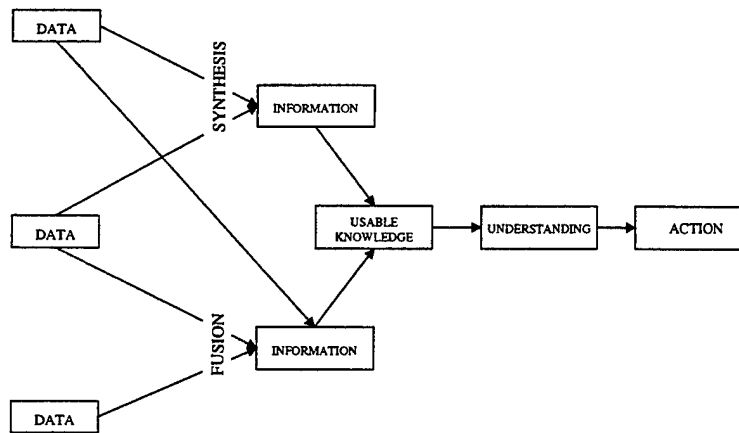 DATA
SYNTHESIS
INFORMATION
DATA
USABLE
KNOWLEDGE
UNDERSTANDING
ACTION
FUSION
INFORMATION
DATA